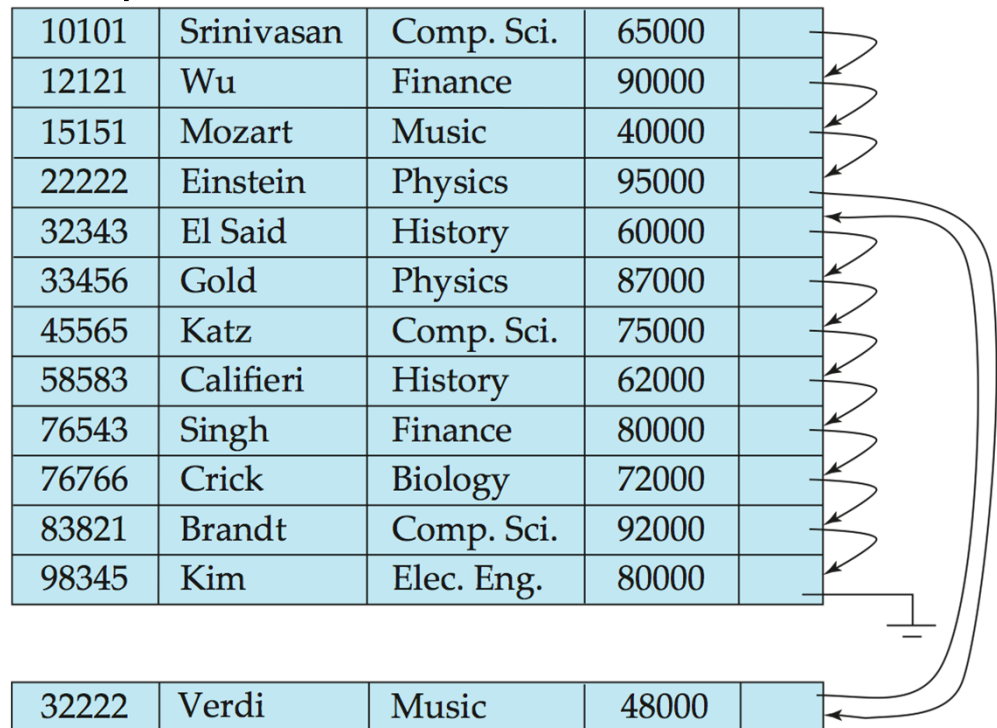 10101 Srinivasan Comp. Sci. 65000
12121 Wu Finance 90000
15151 Mozart Music 40000
22222 Einstein Physics 95000
32343 El Said History 60000
33456 Gold Physics 87000
45565 Katz Comp. Sci. 75000
58583 Califieri History 62000
76543 Singh Finance 80000
76766 Crick Biology 72000
83821 Brandt Comp. Sci. 92000
98345 Kim Elec. Eng. 80000
32222 Verdi Music 48000